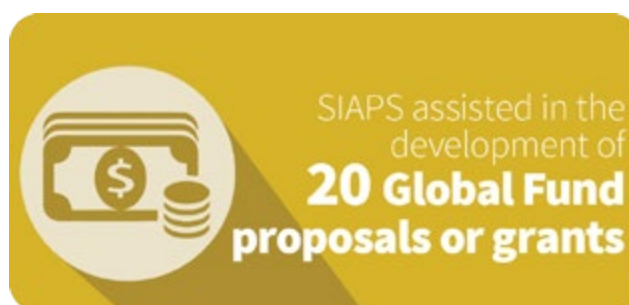 SIAPS assisted in the
development of
20 Global Fund
proposals or grants
$